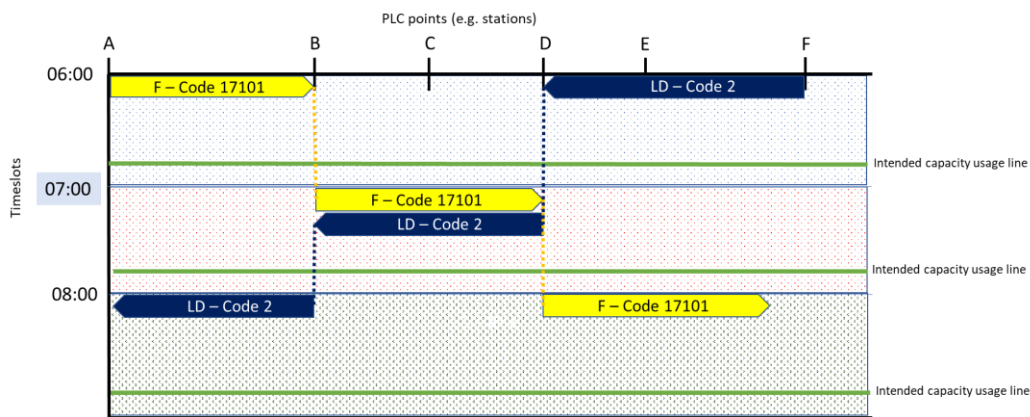 PLC points (e.g. stations)
A B C D E F
06:00
F – Code 17101
LD – Code 2
Intended capacity usage line
Timeslots
07:00
F – Code 17101
LD – Code 2
Intended capacity usage line
08:00
LD – Code 2
F – Code 17101
Intended capacity usage line